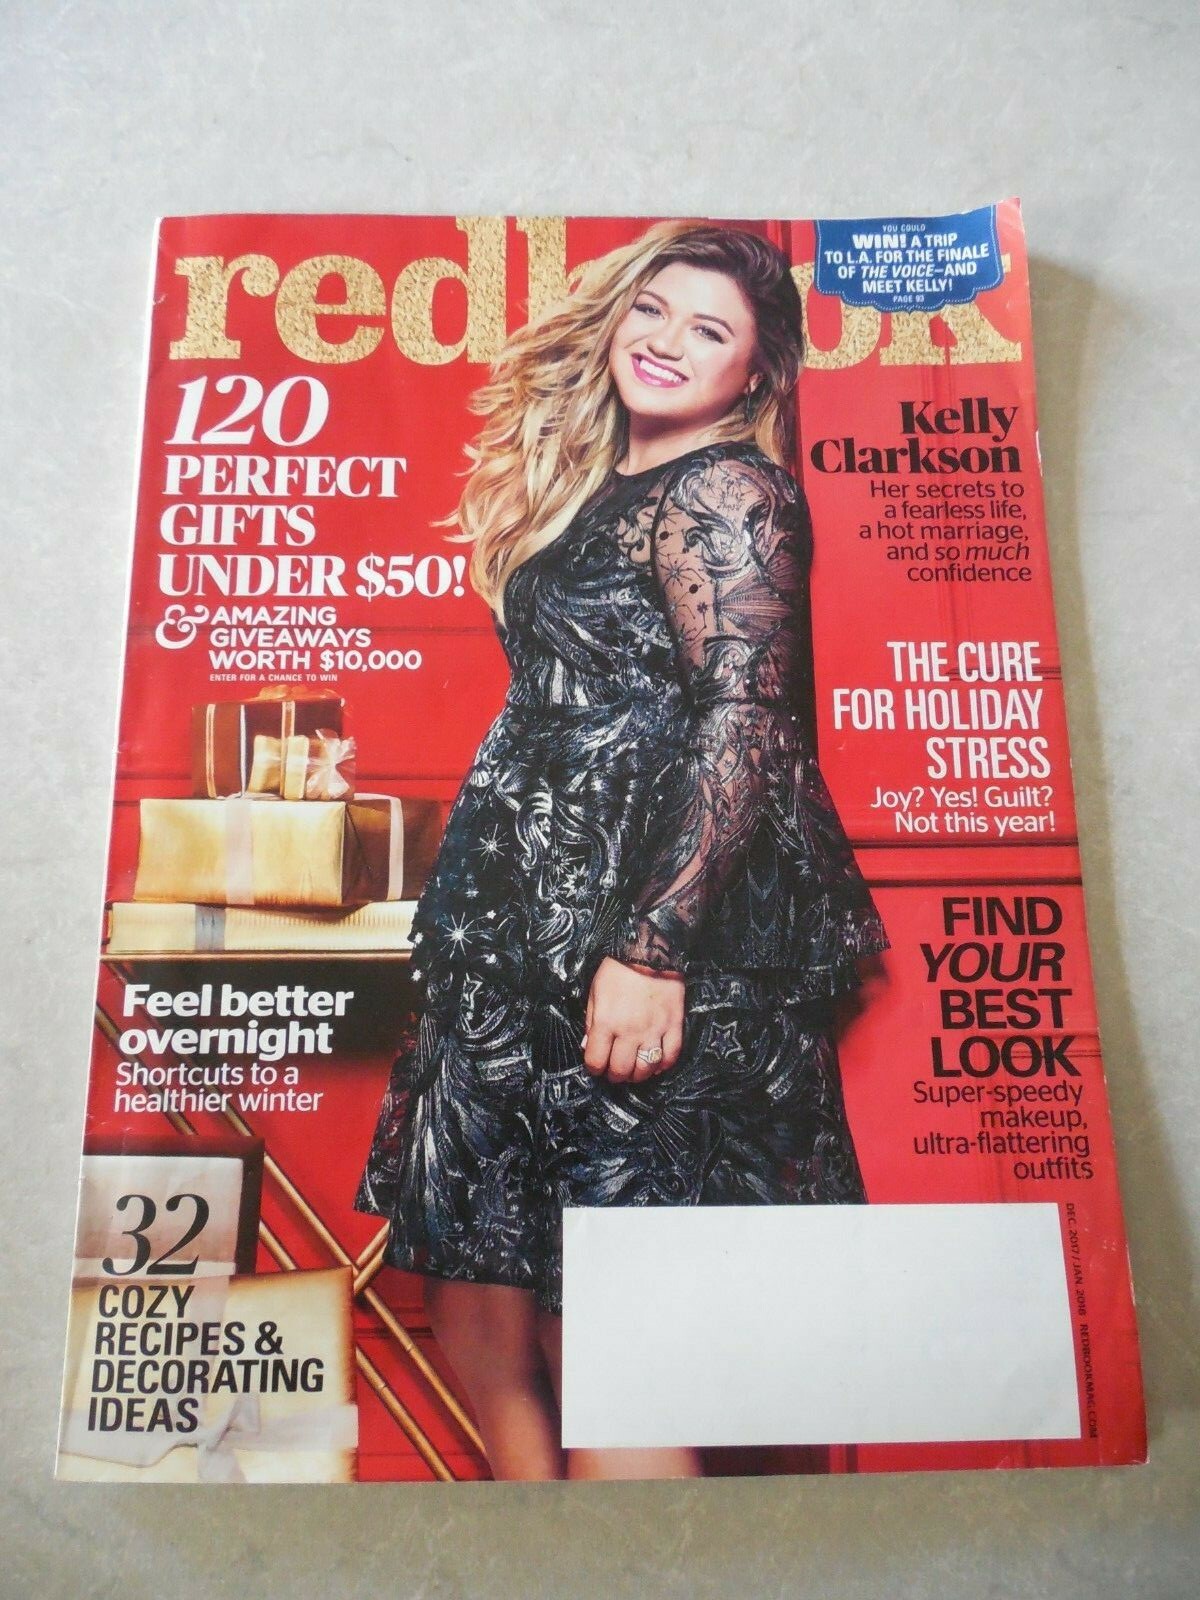 redbook
YOU COULD
WIN! A TRIP
TO L.A. FOR THE FINALE
OF THE VOICE—AND
MEET KELLY!
PAGE 93
120
PERFECT
GIFTS
UNDER $50!
& AMAZING
GIVEAWAYS
WORTH $10,000
ENTER FOR A CHANCE TO WIN
Kelly
Clarkson
Her secrets to
a fearless life,
a hot marriage,
and so much
confidence
THE CURE
FOR HOLIDAY
STRESS
Joy? Yes! Guilt?
Not this year!
Feel better
overnight
Shortcuts to a
healthier winter
FIND
YOUR
BEST
LOOK
Super-speedy
makeup,
ultra-flattering
outfits
32
COZY
RECIPES &
DECORATING
IDEAS
DEC. 2017 / JAN. 2018 REDBOOKMAG.COM